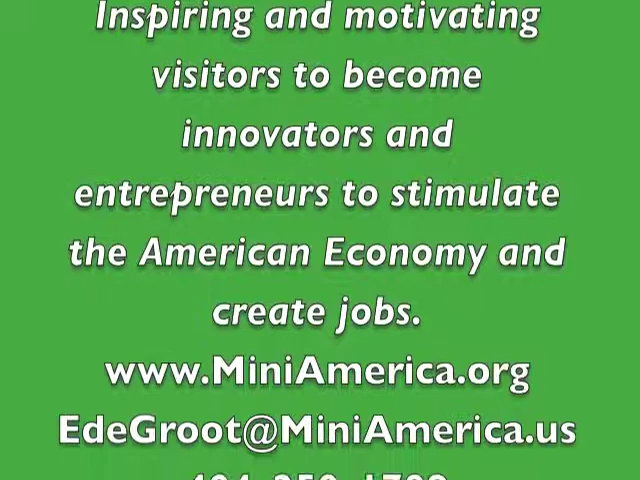 Inspiring and motivating
visitors to become
innovators and
entrepreneurs to stimulate
the American Economy and
create jobs.
www.MiniAmerica.org
EdeGroot@MiniAmerica.us